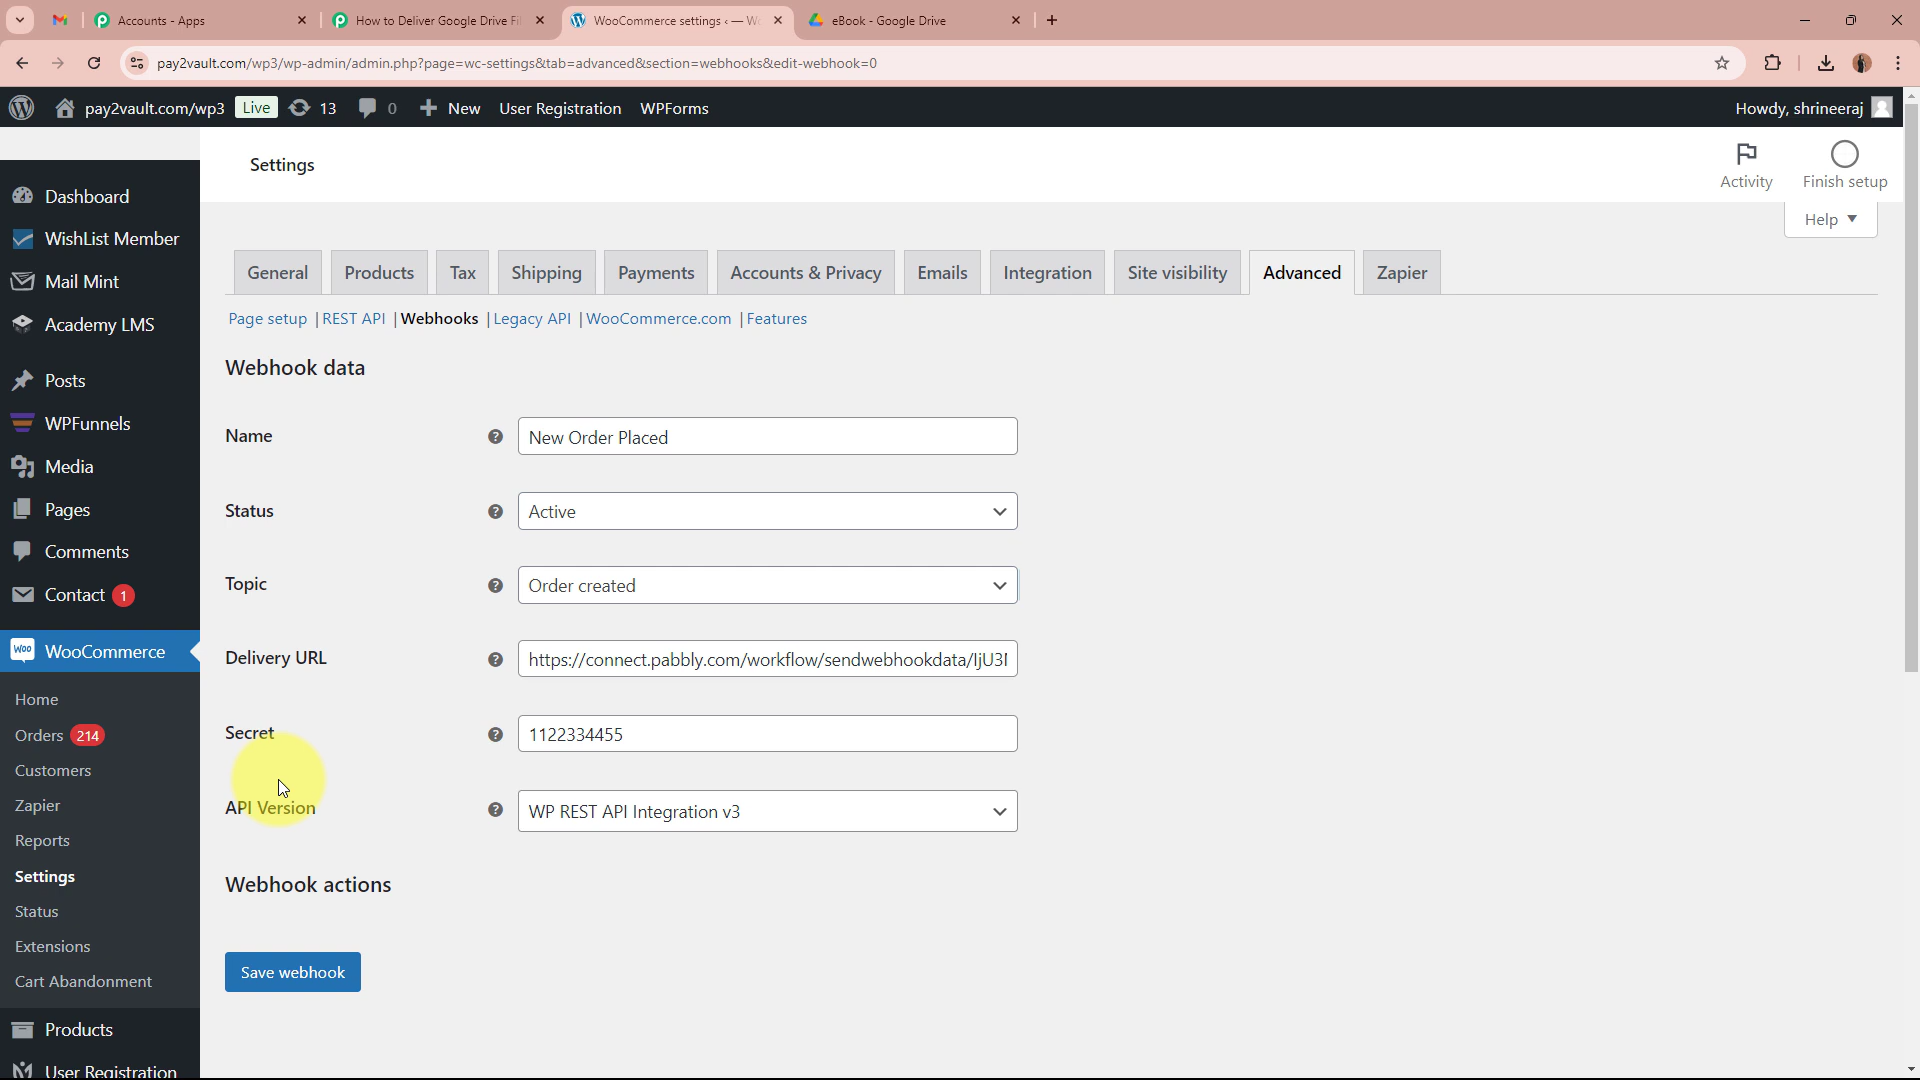 Accounts - Apps
How to Deliver Google Drive Fi
WooCommerce settings ‹ — W
eBook - Google Drive
pay2vault.com/wp3/wp-admin/admin.php?page=wc-settings&tab=advanced&section=webhooks&edit-webhook=0
pay2vault.com/wp3 Live 13 0 New User Registration WPForms Howdy, shrineeraj
Settings
Activity
Finish setup
Help
Dashboard
WishList Member
Mail Mint
Academy LMS
Posts
WPFunnels
Media
Pages
Comments
Contact 1
Woo WooCommerce
Home
Orders 214
Customers
Zapier
Reports
Settings
Status
Extensions
Cart Abandonment
Products
User Registration
General Products Tax Shipping Payments Accounts & Privacy Emails Integration Site visibility Advanced Zapier
Page setup | REST API | Webhooks | Legacy API | WooCommerce.com | Features
Webhook data
Name ? New Order Placed
Status ? Active
Topic ? Order created
Delivery URL ? https://connect.pabbly.com/workflow/sendwebhookdata/
Secret ? 1122334455
API Version ? WP REST API Integration v3
Webhook actions
Save webhook